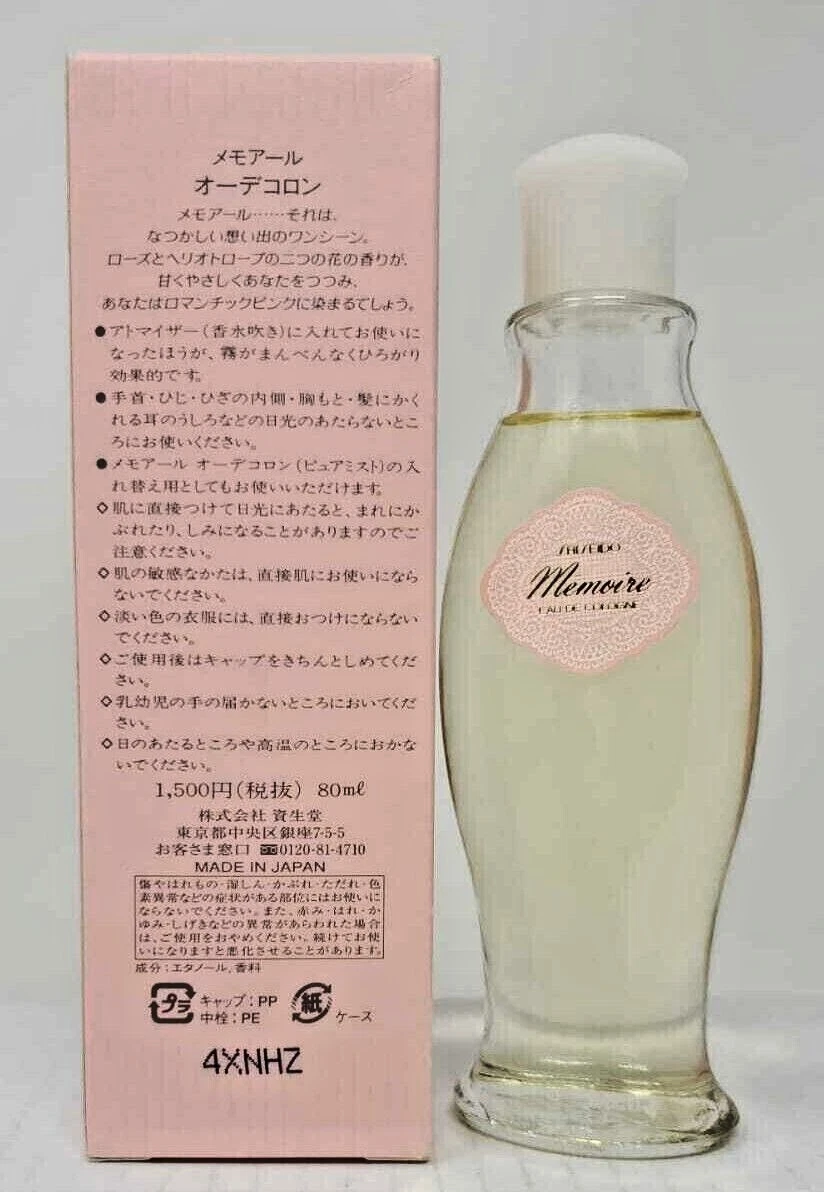 メモアール
オーデコロン
メモアール……それは、
なつかしい想い出のワンシーン。
ローズとヘリオトロープの二つの花の香りが、
甘くやさしくあなたをつつみ、
あなたはロマンチックピンクに染まるでしょう。
●アトマイザー(香水吹き)に入れてお使いに
なったほうが、霧がまんべんなくひろがり
効果的です。
●手首・ひじ・ひざの内側・胸もと・髪にかく
れる耳のうしろなどの日光のあたらないとこ
ろにお使いください。
●メモアール オーデコロン(ピュアミスト)の入
れ替え用としてもお使いいただけます。
◇肌に直接つけて日光にあたると、まれにか
ぶれたり、しみになることがありますのでご
注意ください。
◇肌の敏感なかたは、直接肌にお使いになら
ないでください。
◇淡い色の衣服には、直接おつけにならない
でください。
◇ご使用後はキャップをきちんとしめてくだ
さい。
◇乳幼児の手の届かないところにおいてくだ
さい。
◇日のあたるところや高温のところにおかな
いでください。
1,500円(税抜) 80mℓ
株式会社 資生堂
東京都中央区銀座7-5-5
お客さま窓口 0120-81-4710
MADE IN JAPAN
傷やはれもの・湿しん・かぶれ・ただれ・色
素異常などの症状がある部位にはお使いに
ならないでください。また、赤み・はれ・か
ゆみ・しげきなどの異常があらわれた場合
は、ご使用をおやめください。続けてお使
いになりますと悪化させることがあります。
成分:エタノール,香料
プラ キャップ:PP
中栓:PE
紙 ケース
4XNHZ
SHISEIDO
Memoire
EAU DE COLOGNE